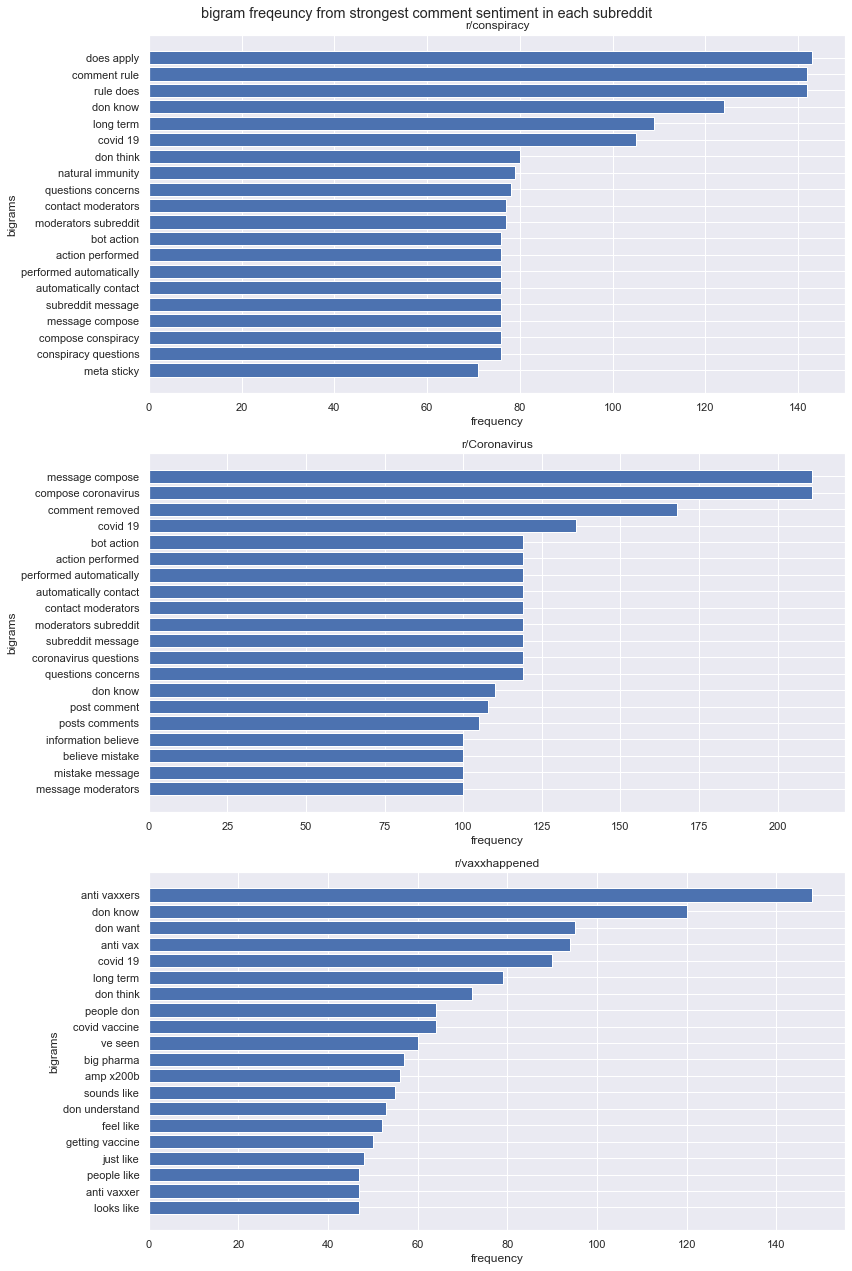 bigram freqeuncy from strongest comment sentiment in each subreddit
r/conspiracy
does apply
comment rule
rule does
don know
long term
covid 19
don think
natural immunity
questions concerns
contact moderators
moderators subreddit
bot action
action performed
performed automatically
automatically contact
subreddit message
message compose
compose conspiracy
conspiracy questions
meta sticky
bigrams
0 20 40 60 80 100 120 140
frequency
r/Coronavirus
message compose
compose coronavirus
comment removed
covid 19
bot action
action performed
performed automatically
automatically contact
contact moderators
moderators subreddit
subreddit message
coronavirus questions
questions concerns
don know
post comment
posts comments
information believe
believe mistake
mistake message
message moderators
bigrams
0 25 50 75 100 125 150 175 200
frequency
r/vaxxhappened
anti vaxxers
don know
don want
anti vax
covid 19
long term
don think
people don
covid vaccine
ve seen
big pharma
amp x200b
sounds like
don understand
feel like
getting vaccine
just like
people like
anti vaxxer
looks like
bigrams
0 20 40 60 80 100 120 140
frequency